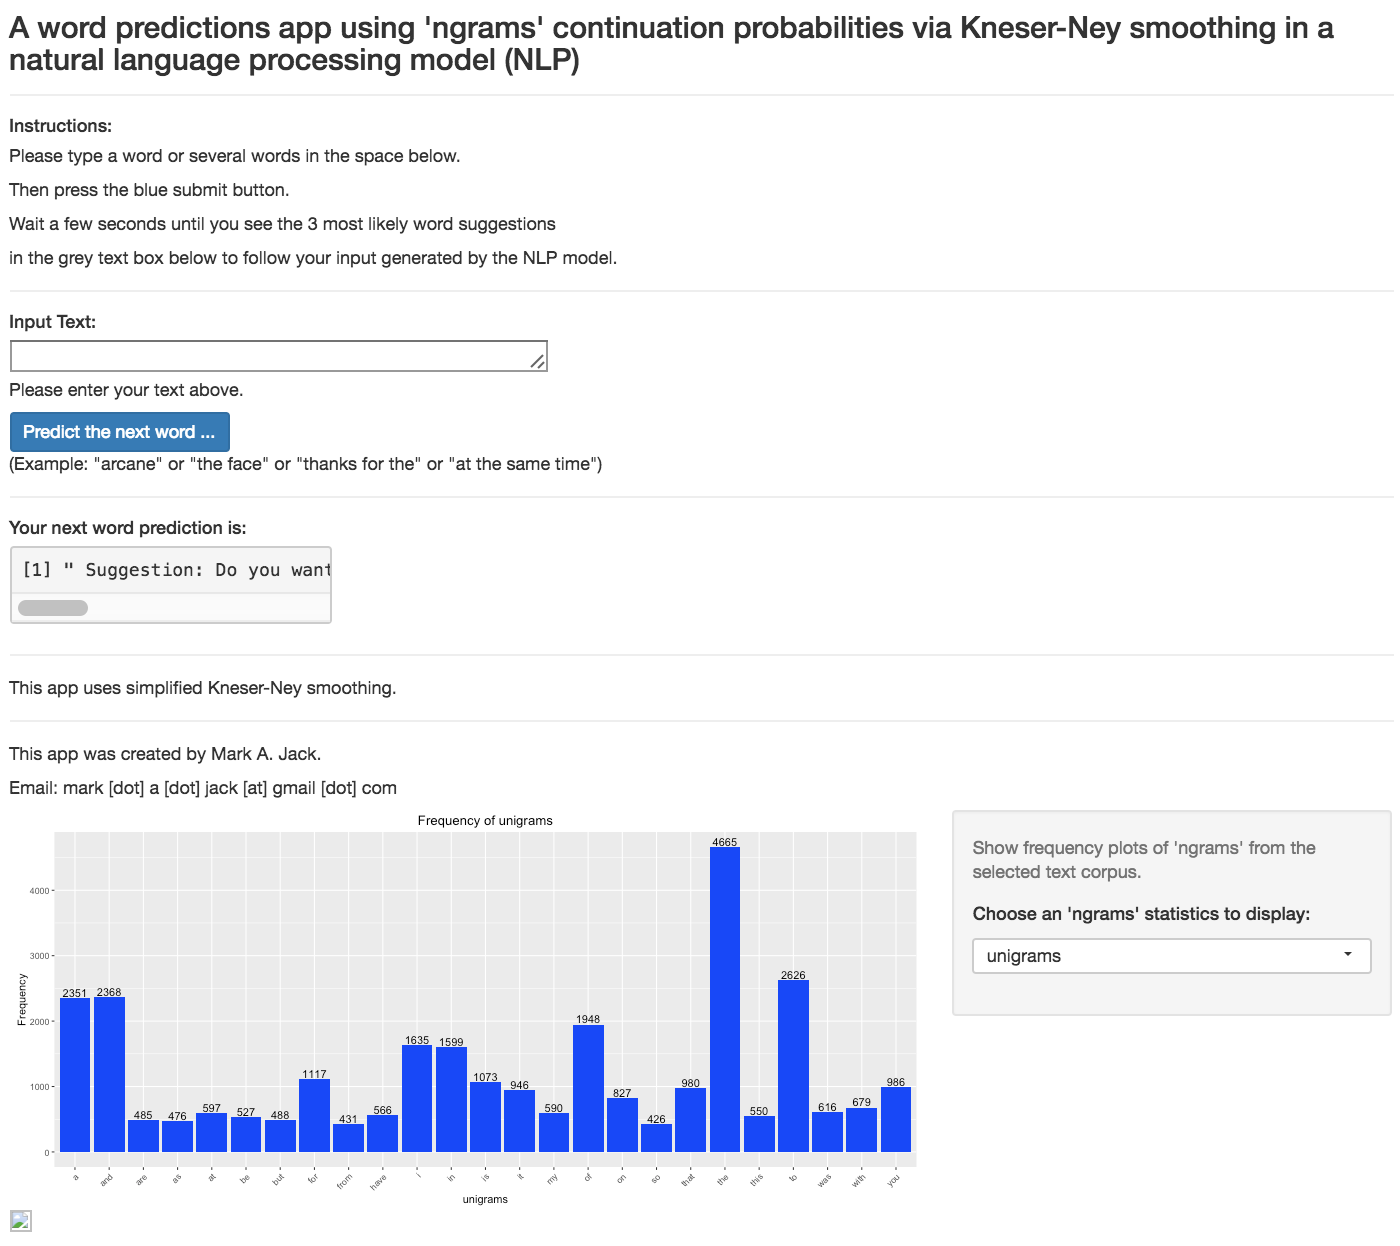 A word predictions app using 'ngrams' continuation probabilities via Kneser-Ney smoothing in a
natural language processing model (NLP)
Instructions:
Please type a word or several words in the space below.
Then press the blue submit button.
Wait a few seconds until you see the 3 most likely word suggestions
in the grey text box below to follow your input generated by the NLP model.
Input Text:
Please enter your text above.
Predict the next word ...
(Example: "arcane" or "the face" or "thanks for the" or "at the same time")
Your next word prediction is:
[1] " Suggestion: Do you want
This app uses simplified Kneser-Ney smoothing.
This app was created by Mark A. Jack.
Email: mark [dot] a [dot] jack [at] gmail [dot] com
Frequency of unigrams
Frequency
4000
3000
2000
1000
0
2351 2368 485 476 597 527 488 1117 431 566 1635 1599 1073 946 590 1948 827 426 980 4665 550 2626 616 679 986
a and are as at be but for from have i in is it my of on so that the this to was with you
unigrams
Show frequency plots of 'ngrams' from the
selected text corpus.
Choose an 'ngrams' statistics to display:
unigrams